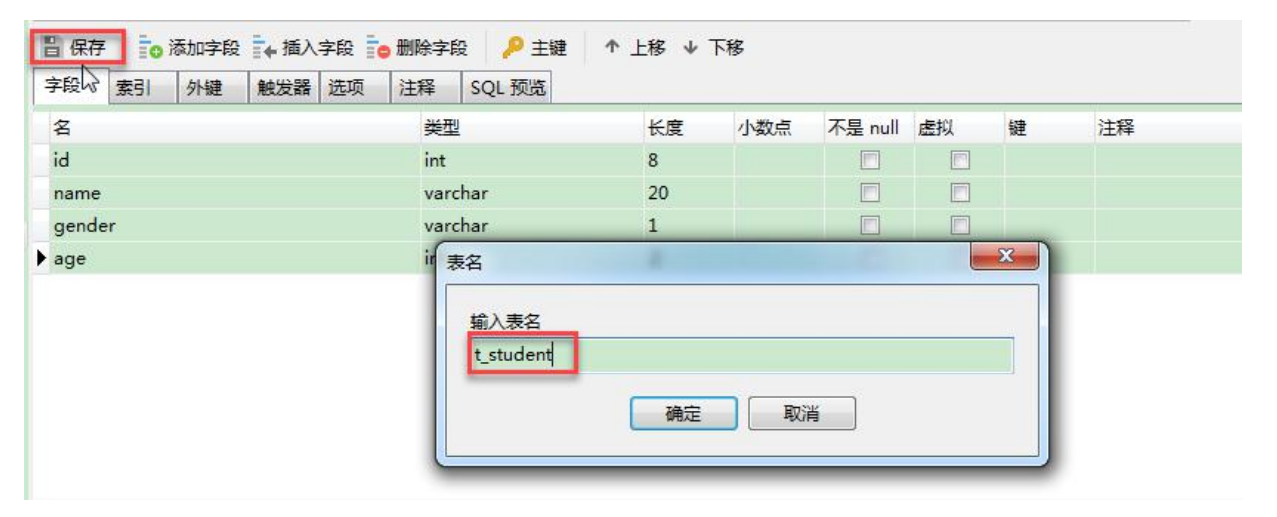 保存 添加字段 插入字段 删除字段 主键 上移 下移
字段 索引 外键 触发器 选项 注释 SQL 预览
名 类型 长度 小数点 不是 null 虚拟 键 注释
id int 8
name varchar 20
gender varchar 1
age
表名
输入表名
t_student
确定 取消